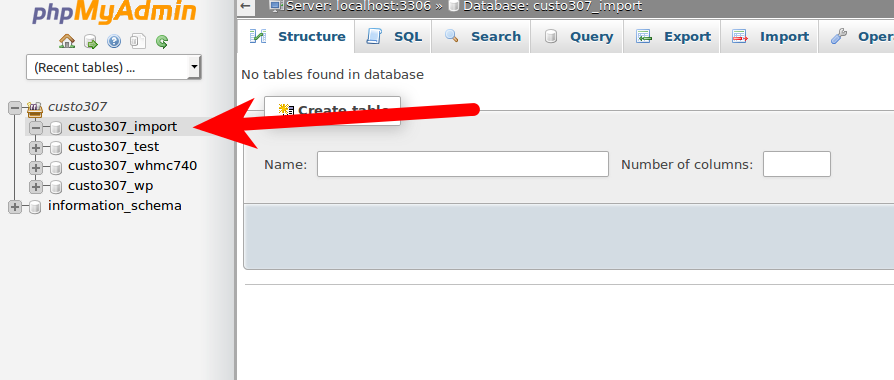 phpMyAdmin
(Recent tables) ...
custo307
custo307_import
custo307_test
custo307_whmc740
custo307_wp
information_schema
Server: localhost:3306 » Database: custo307_import
Structure SQL Search Query Export Import Oper
No tables found in database
Create table
Name: Number of columns: